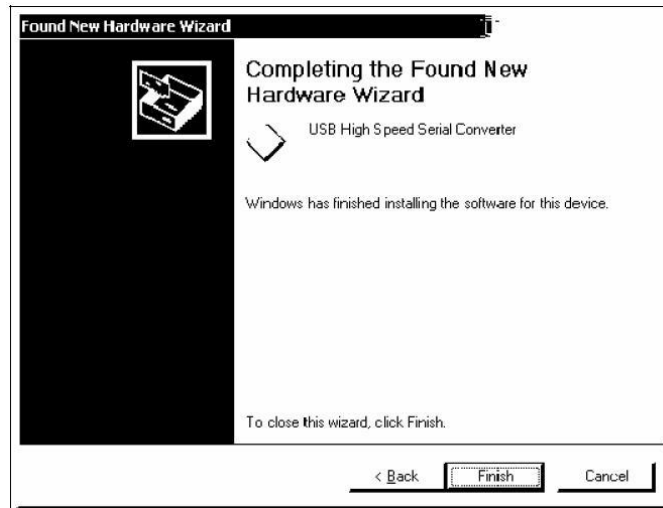 Found New Hardware Wizard
Completing the Found New
Hardware Wizard
USB High Speed Serial Converter
Windows has finished installing the software for this device.
To close this wizard, click Finish.
< Back
Finish
Cancel